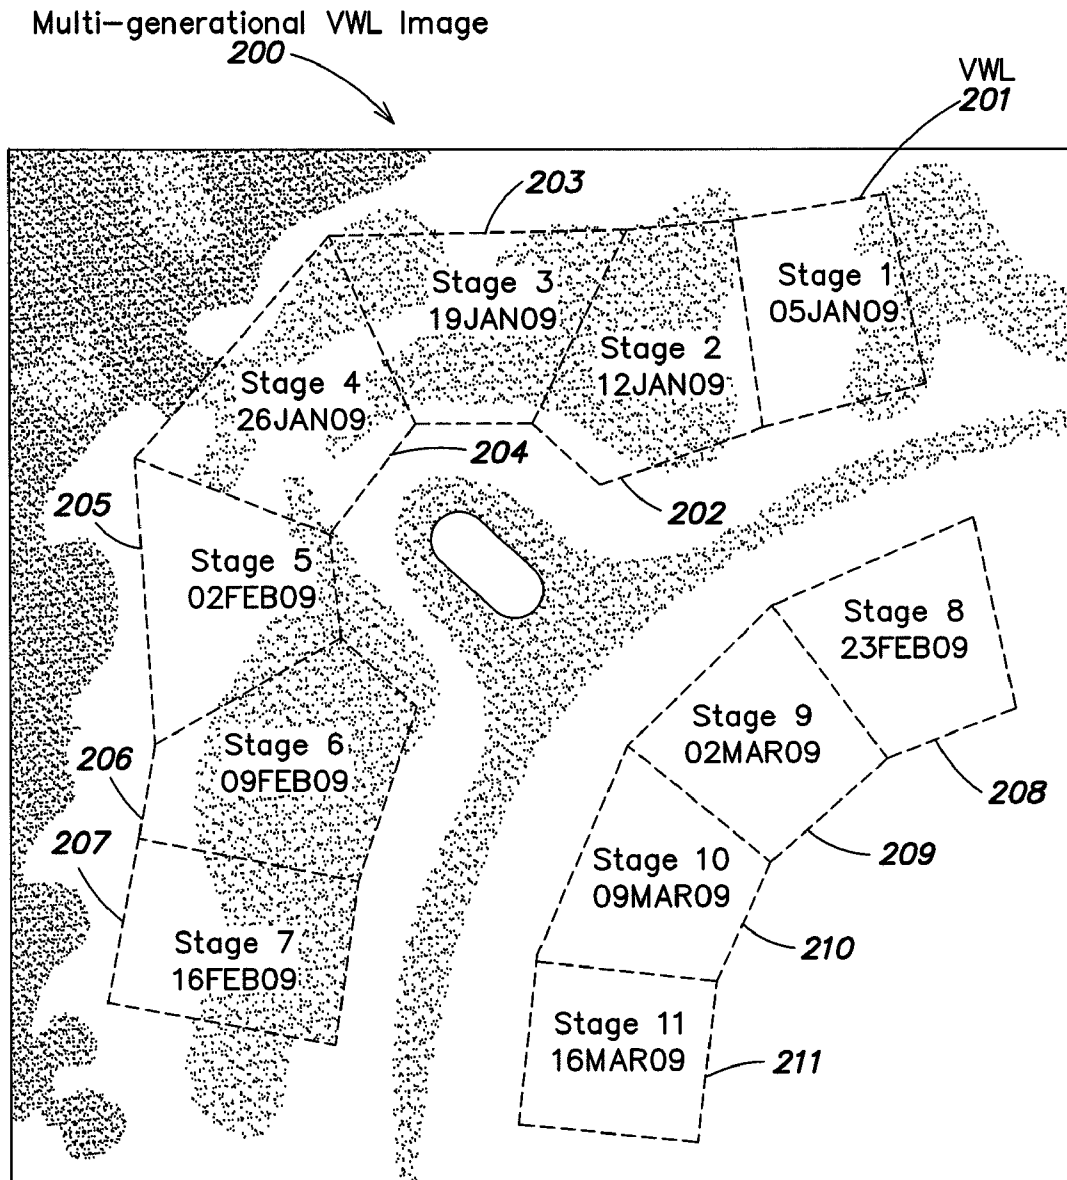 Multi-generational VWL Image
200
VWL
201
203
Stage 3
19JAN09
Stage 1
05JAN09
Stage 2
12JAN09
Stage 4
26JAN09
204
202
205
Stage 5
02FEB09
Stage 8
23FEB09
Stage 9
02MAR09
Stage 6
09FEB09
206
208
207
209
Stage 10
09MAR09
Stage 7
16FEB09
210
Stage 11
16MAR09
211